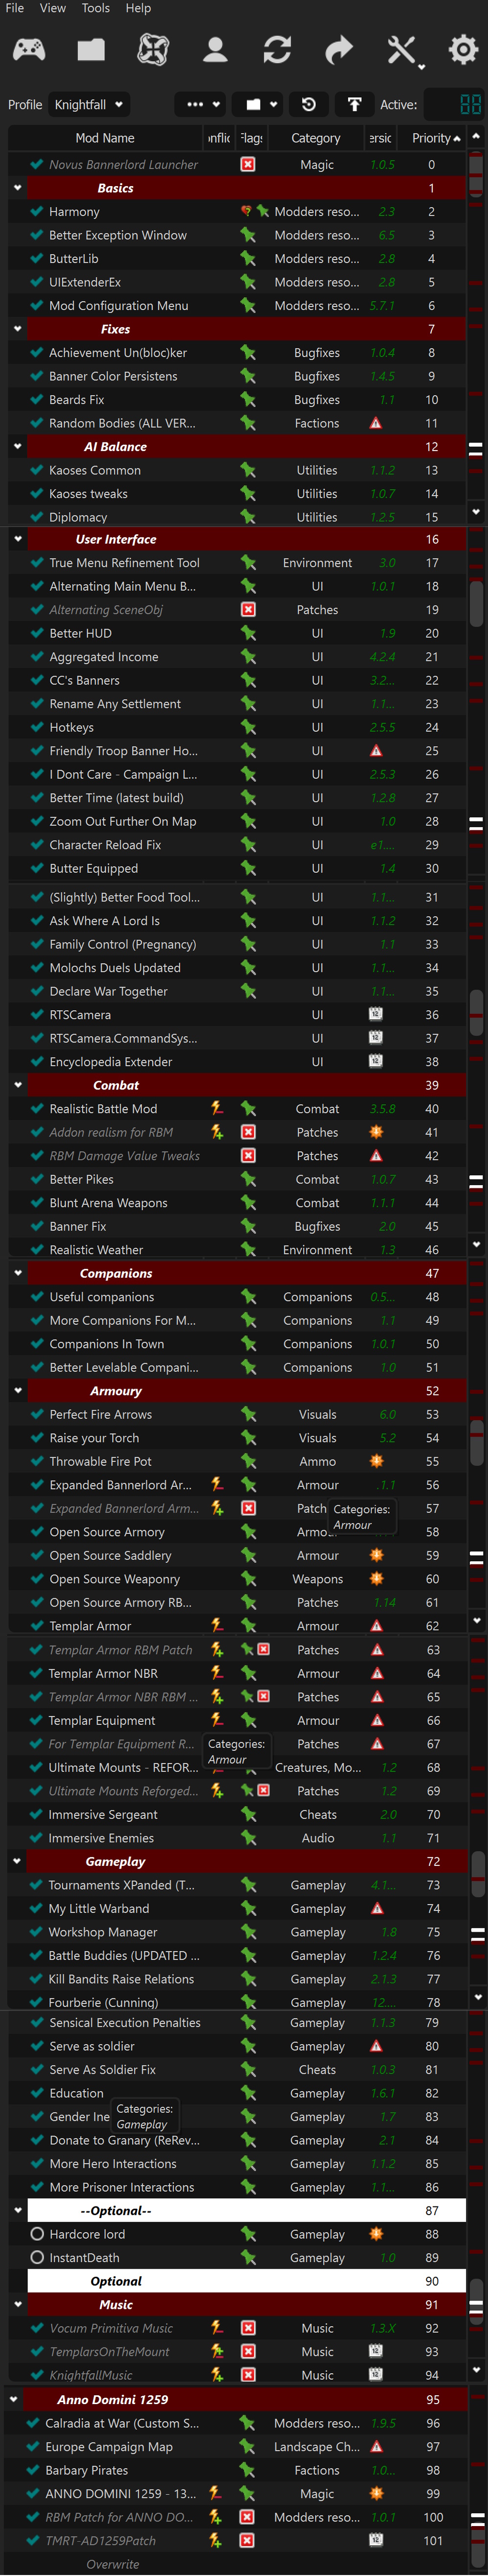 File View Tools Help
Profile Knightfall Active: 88
Mod Name Flags Category Priority
Novus Bannerlord Launcher Magic 1.0.5 0
Basics 1
Harmony Modders reso... 2.3 2
Better Exception Window Modders reso... 6.5 3
ButterLib Modders reso... 2.8 4
UIExtenderEx Modders reso... 2.8 5
Mod Configuration Menu Modders reso... 5.7.1 6
Fixes 7
Achievement Un(bloc)ker Bugfixes 1.0.4 8
Banner Color Persistens Bugfixes 1.4.5 9
Beards Fix Bugfixes 1.1 10
Random Bodies (ALL VER... Factions 11
AI Balance 12
Kaoses Common Utilities 1.1.2 13
Kaoses tweaks Utilities 1.0.7 14
Diplomacy Utilities 1.2.5 15
User Interface 16
True Menu Refinement Tool Environment 3.0 17
Alternating Main Menu B... UI 1.0.1 18
Alternating SceneObj Patches 19
Better HUD UI 1.9 20
Aggregated Income UI 4.2.4 21
CC's Banners UI 3.2... 22
Rename Any Settlement UI 1.1... 23
Hotkeys UI 2.5.5 24
Friendly Troop Banner Ho... UI 25
I Dont Care - Campaign L... UI 2.5.3 26
Better Time (latest build) UI 1.2.8 27
Zoom Out Further On Map UI 1.0 28
Character Reload Fix UI e1.... 29
Butter Equipped UI 1.4 30
(Slightly) Better Food Tool... UI 1.1... 31
Ask Where A Lord Is UI 1.1.2 32
Family Control (Pregnancy) UI 1.1 33
Molochs Duels Updated UI 1.1... 34
Declare War Together UI 1.1... 35
RTSCamera UI 36
RTSCamera.CommandSys... UI 37
Encyclopedia Extender UI 38
Combat 39
Realistic Battle Mod Combat 3.5.8 40
Addon realism for RBM Patches 41
RBM Damage Value Tweaks Patches 42
Better Pikes Combat 1.0.7 43
Blunt Arena Weapons Combat 1.1.1 44
Banner Fix Bugfixes 2.0 45
Realistic Weather Environment 1.3 46
Companions 47
Useful companions Companions 0.5... 48
More Companions For M... Companions 1.1 49
Companions In Town Companions 1.0.1 50
Better Levelable Compani... Companions 1.0 51
Armoury 52
Perfect Fire Arrows Visuals 6.0 53
Raise your Torch Visuals 5.2 54
Throwable Fire Pot Ammo 55
Expanded Bannerlord Ar... Armour .1.1 56
Expanded Bannerlord Arm... Patch 57
Categories:
Armour
Open Source Armory Armou 58
Open Source Saddlery Armour 59
Open Source Weaponry Weapons 60
Open Source Armory RB... Patches 1.14 61
Templar Armor Armour 62
Templar Armor RBM Patch Patches 63
Templar Armor NBR Armour 64
Templar Armor NBR RBM ... Patches 65
Templar Equipment Armour 66
For Templar Equipment R... Patches 67
Categories:
Armour
Ultimate Mounts - REFOR... Creatures, Mo... 1.2 68
Ultimate Mounts Reforged... Patches 1.2 69
Immersive Sergeant Cheats 2.0 70
Immersive Enemies Audio 1.1 71
Gameplay 72
Tournaments XPanded (T... Gameplay 4.1... 73
My Little Warband Gameplay 74
Workshop Manager Gameplay 1.8 75
Battle Buddies (UPDATED ... Gameplay 1.2.4 76
Kill Bandits Raise Relations Gameplay 2.1.3 77
Fourberie (Cunning) Gameplay 12.... 78
Sensical Execution Penalties Gameplay 1.1.3 79
Serve as soldier Gameplay 80
Serve As Soldier Fix Cheats 1.0.3 81
Education Gameplay 1.6.1 82
Categories:
Gameplay
Gender Ine Gameplay 1.7 83
Donate to Granary (ReRev... Gameplay 2.1 84
More Hero Interactions Gameplay 1.1.2 85
More Prisoner Interactions Gameplay 1.1... 86
--Optional-- 87
Hardcore lord Gameplay 88
InstantDeath Gameplay 1.0 89
Optional 90
Music 91
Vocum Primitiva Music Music 1.3.X 92
TemplarsOnTheMount Music 93
KnightfallMusic Music 94
Anno Domini 1259 95
Calradia at War (Custom S... Modders reso... 1.9.5 96
Europe Campaign Map Landscape Ch... 97
Barbary Pirates Factions 1.0... 98
ANNO DOMINI 1259 - 13... Magic 99
RBM Patch for ANNO DO... Modders reso... 1.0.1 100
TMRT-AD1259Patch 101
Overwrite